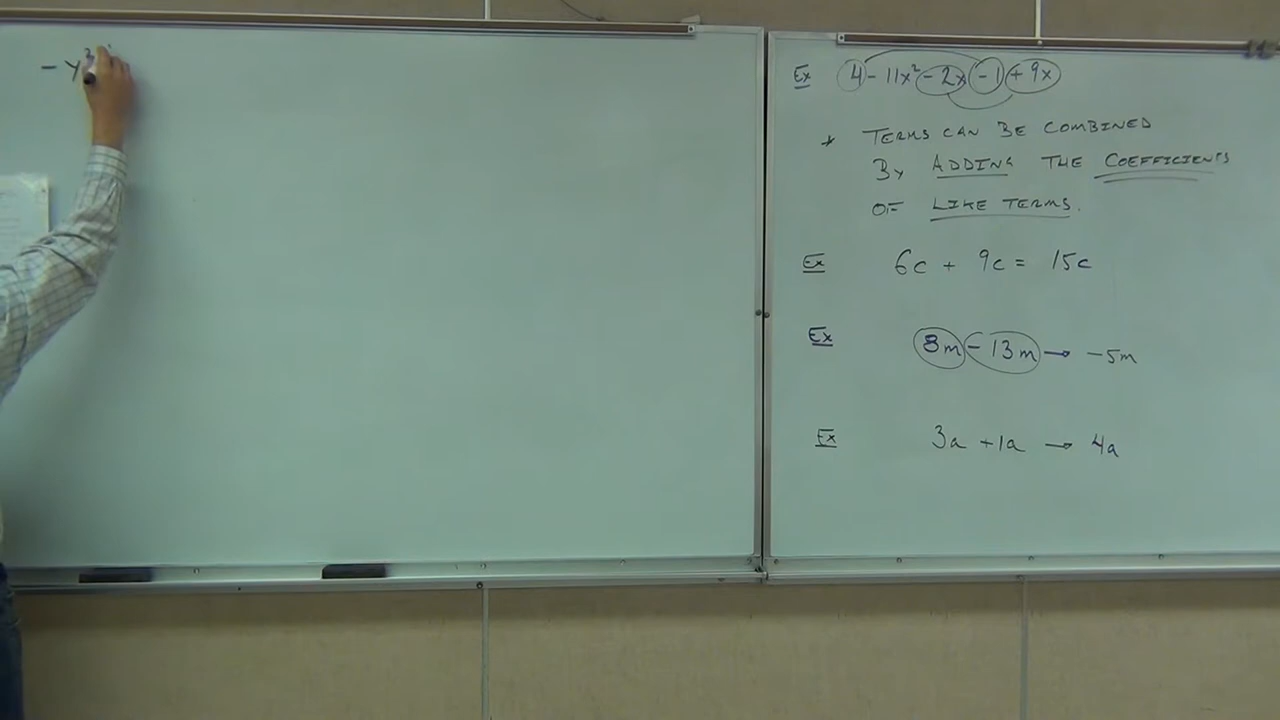 - y²
Ex 4 - 11x² - 2x - 1 + 9x
* TERMS CAN BE COMBINED
By ADDING THE COEFFICIENTS
OF LIKE TERMS.
Ex 6c + 9c = 15c
Ex 8m - 13m → -5m
Ex 3a + 1a → 4a